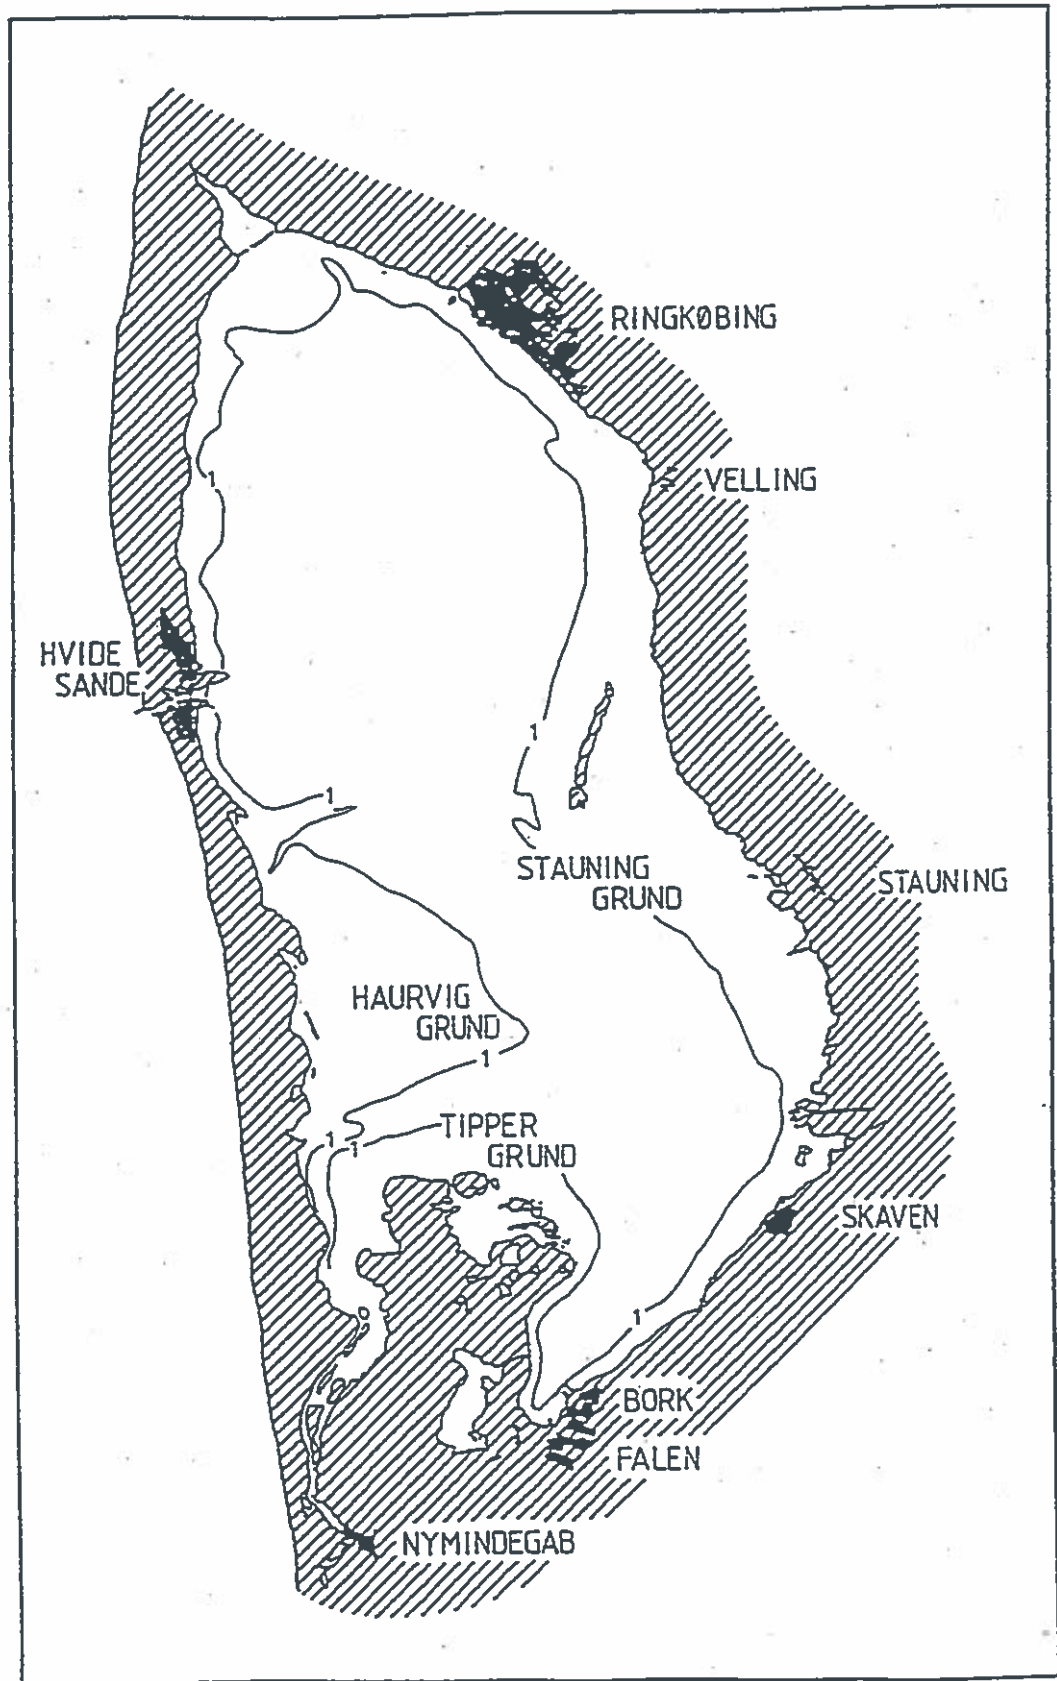 RINGKØBING
VELLING
1
HVIDE
SANDE
1
1
STAUNING
GRUND
STAUNING
HAURVIG
GRUND
1
TIPPER
GRUND
1
1
SKAVEN
1
BORK
FALEN
NYMINDEGAB